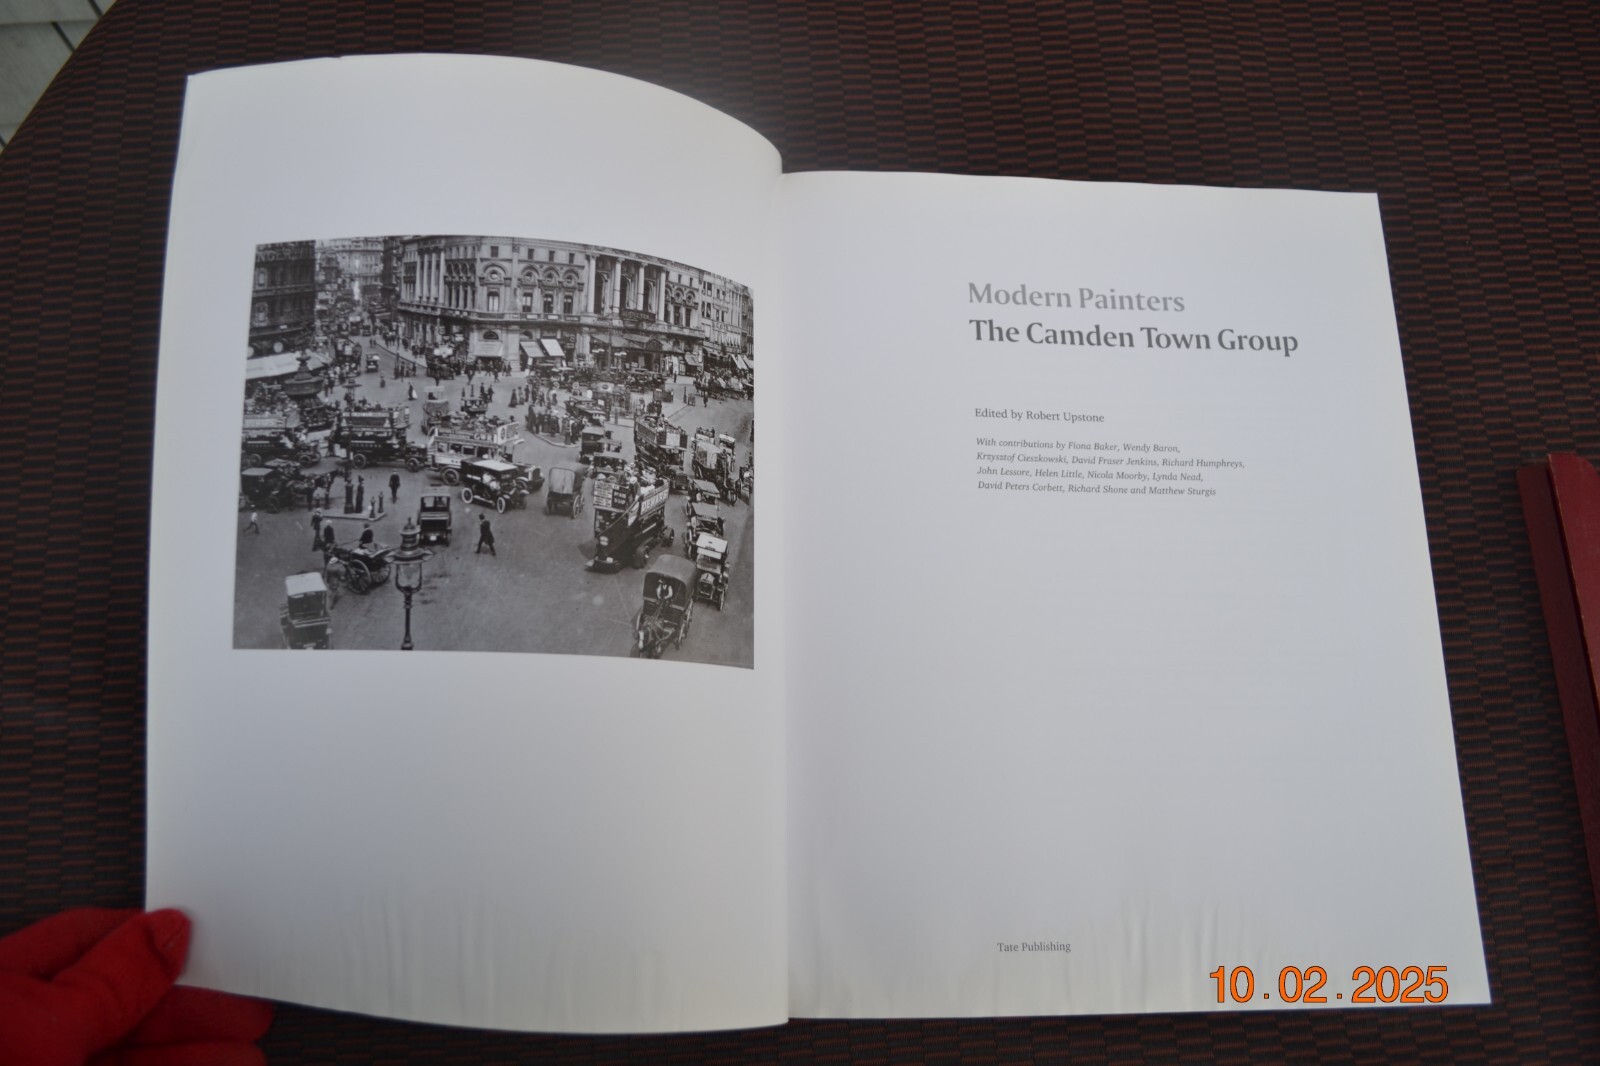 Modern Painters
The Camden Town Group
Edited by Robert Upstone
With contributions by Fiona Baker, Wendy Baron,
Krzysztof Cieszkowski, David Fraser Jenkins, Richard Humphreys,
John Lessore, Helen Little, Nicola Moorby, Lynda Nead,
David Peters Corbett, Richard Shone and Matthew Sturgis
Tate Publishing
10.02.2025